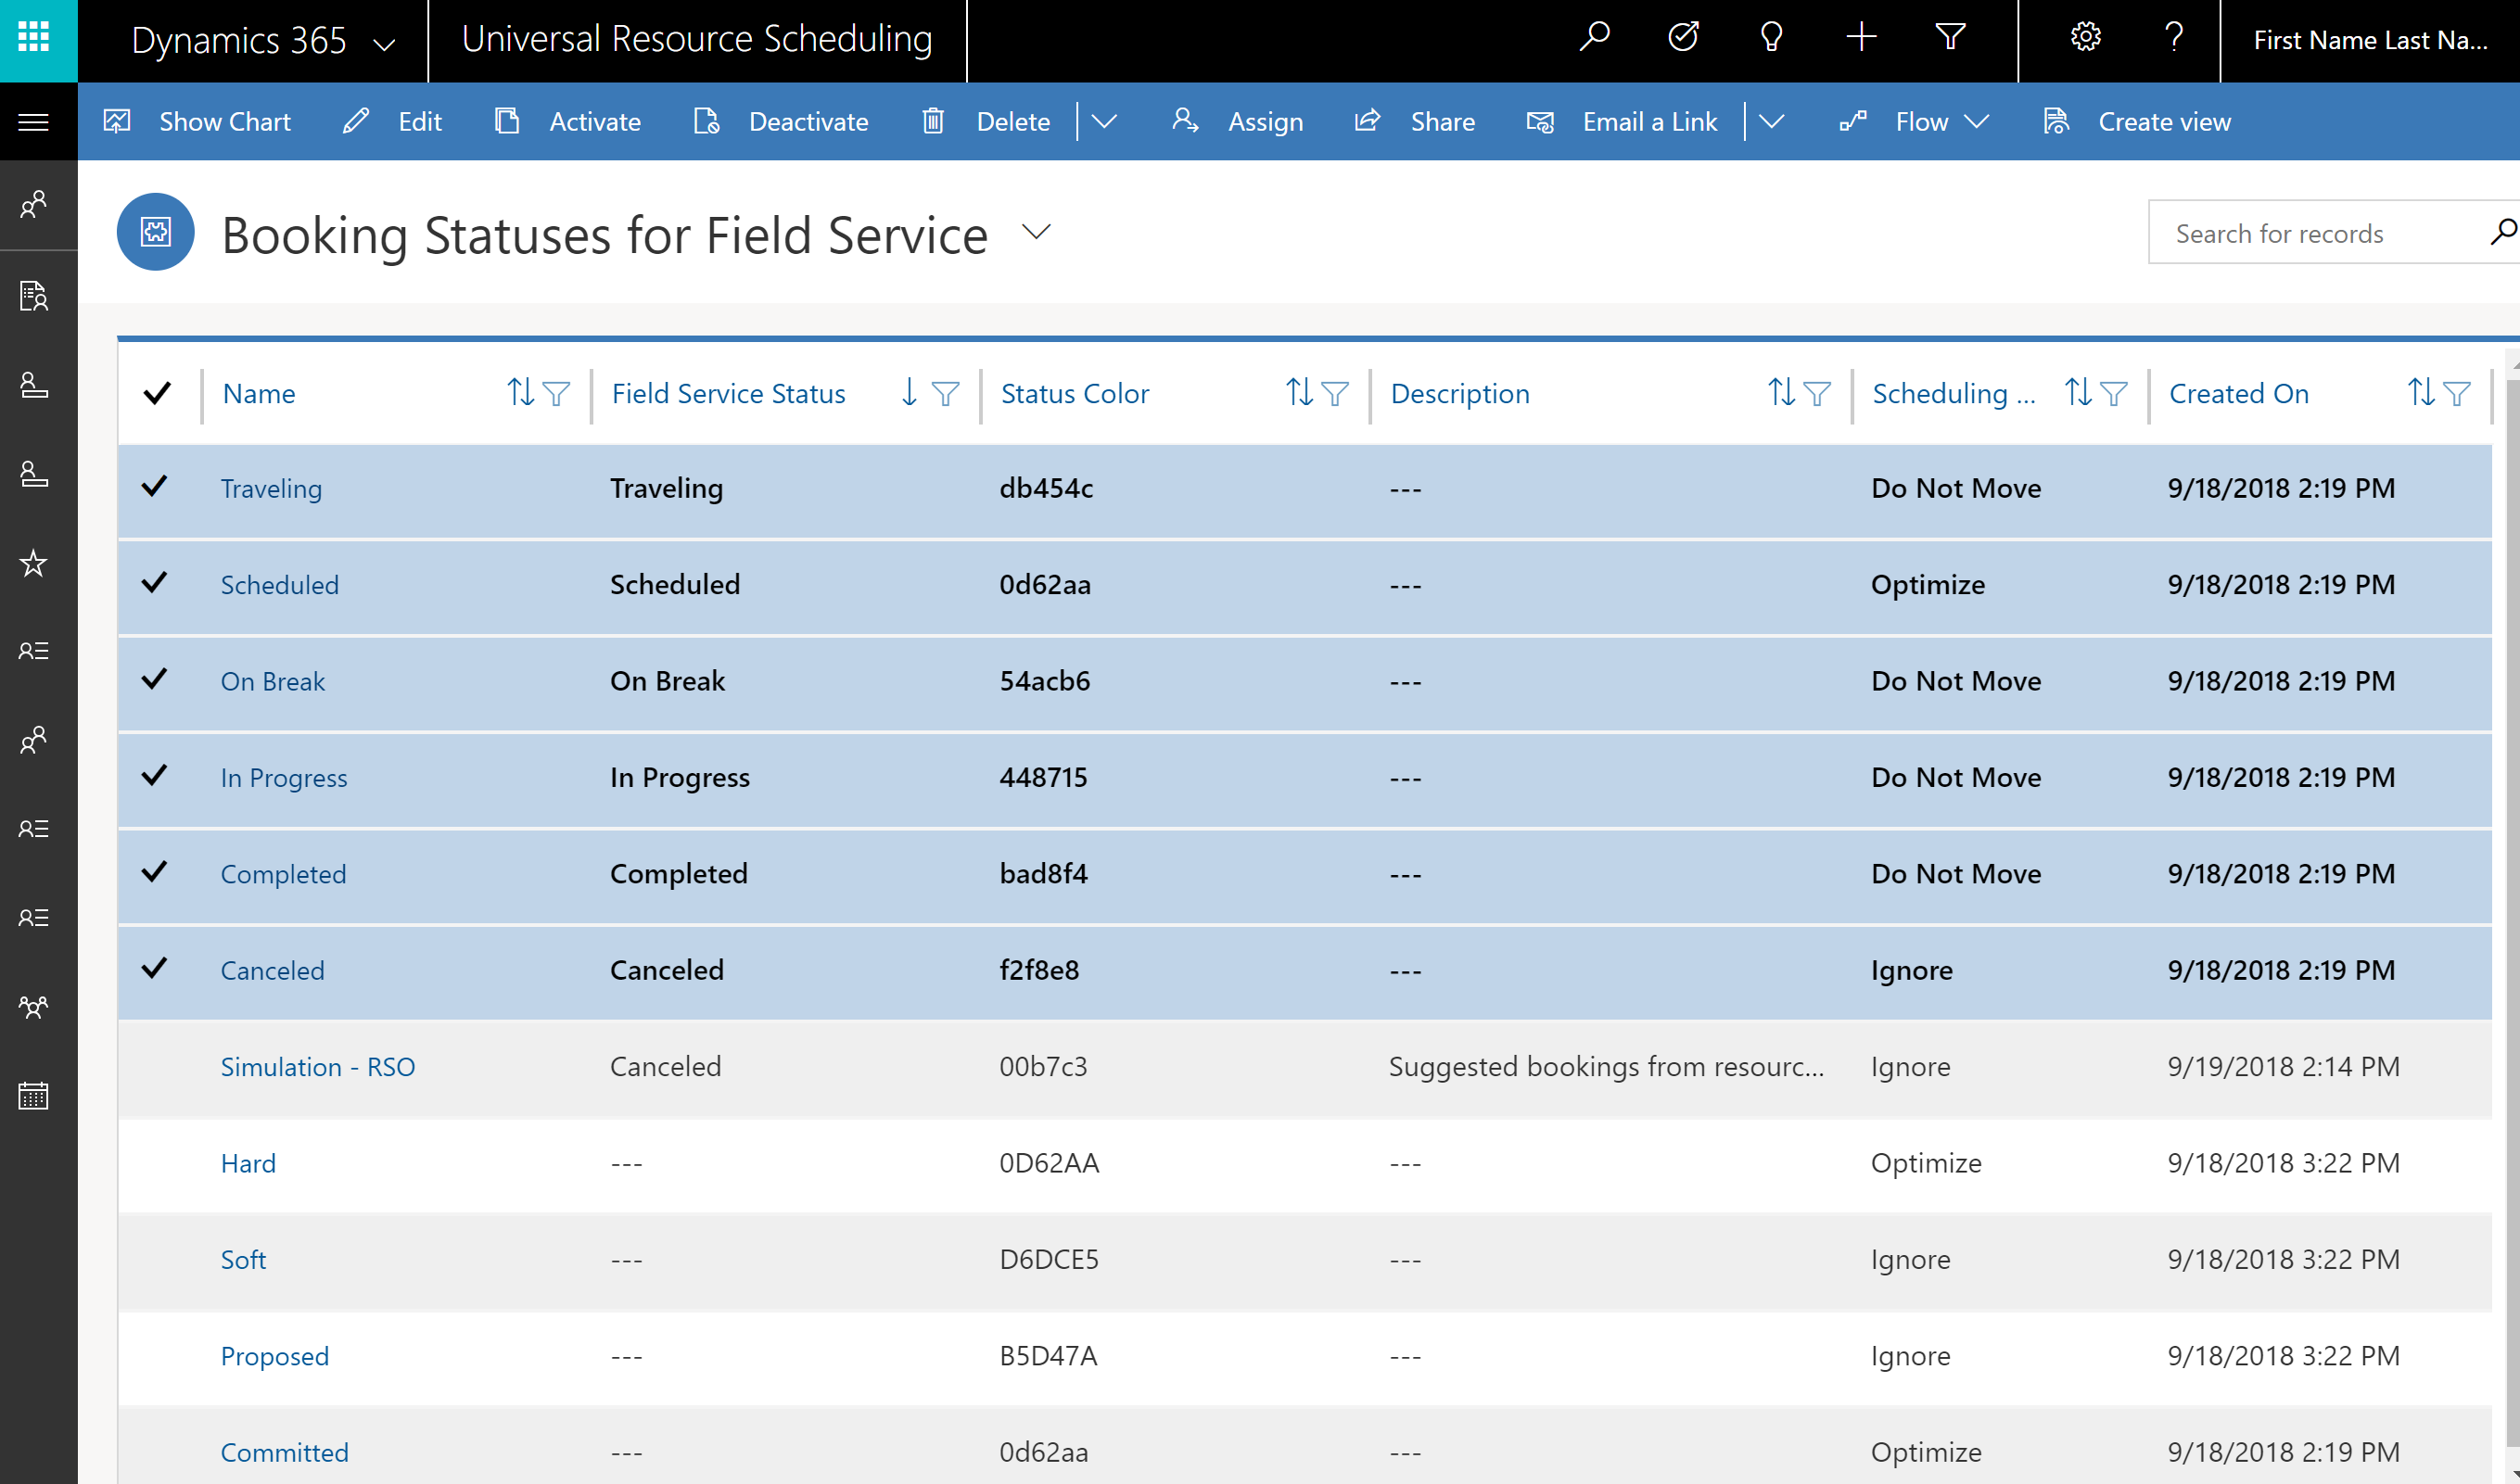 Dynamics 365 Universal Resource Scheduling ? First Name Last Na...
Show Chart Edit Activate Deactivate Delete Assign Share Email a Link Flow Create view
Booking Statuses for Field Service Search for records
Name Field Service Status Status Color Description Scheduling ... Created On
Traveling Traveling db454c --- Do Not Move 9/18/2018 2:19 PM
Scheduled Scheduled 0d62aa --- Optimize 9/18/2018 2:19 PM
On Break On Break 54acb6 --- Do Not Move 9/18/2018 2:19 PM
In Progress In Progress 448715 --- Do Not Move 9/18/2018 2:19 PM
Completed Completed bad8f4 --- Do Not Move 9/18/2018 2:19 PM
Canceled Canceled f2f8e8 --- Ignore 9/18/2018 2:19 PM
Simulation - RSO Canceled 00b7c3 Suggested bookings from resourc... Ignore 9/19/2018 2:14 PM
Hard --- 0D62AA --- Optimize 9/18/2018 3:22 PM
Soft --- D6DCE5 --- Ignore 9/18/2018 3:22 PM
Proposed --- B5D47A --- Ignore 9/18/2018 3:22 PM
Committed --- 0d62aa --- Optimize 9/18/2018 2:19 PM